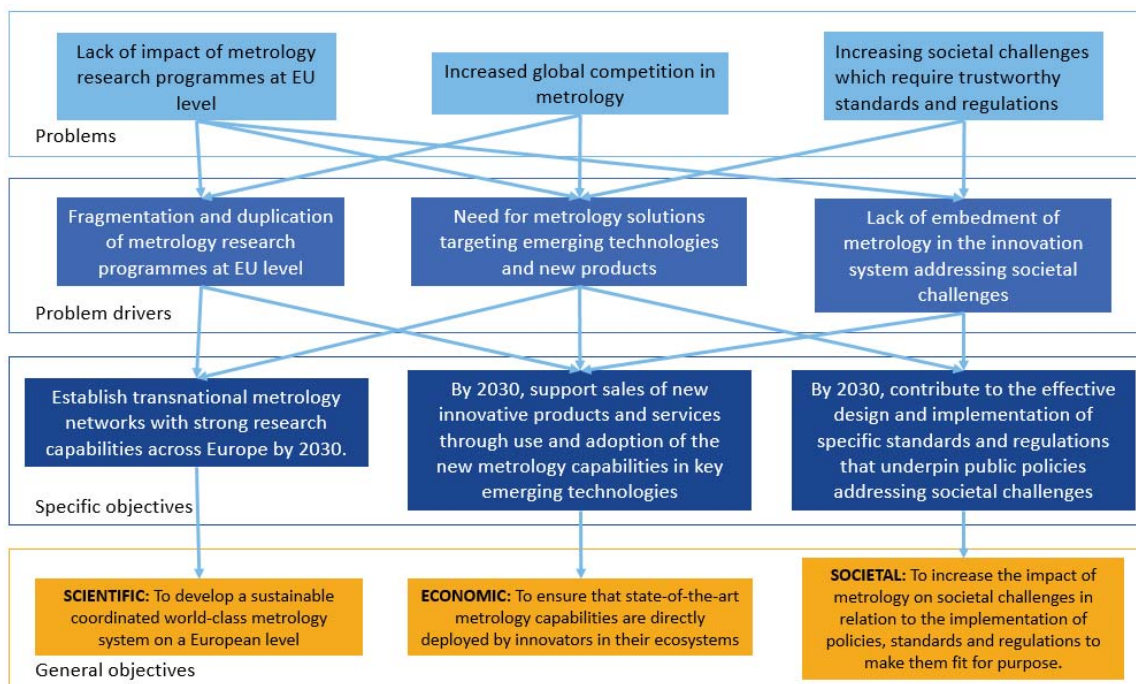 Lack of impact of metrology
research programmes at EU
level
Increased global competition in
metrology
Increasing societal challenges
which require trustworthy
standards and regulations
Problems
Fragmentation and duplication
of metrology research
programmes at EU level
Need for metrology solutions
targeting emerging technologies
and new products
Lack of embedment of
metrology in the innovation
system addressing societal
challenges
Problem drivers
Establish transnational metrology
networks with strong research
capabilities across Europe by 2030.
By 2030, support sales of new
innovative products and services
through use and adoption of the
new metrology capabilities in key
emerging technologies
By 2030, contribute to the effective
design and implementation of
specific standards and regulations
that underpin public policies
addressing societal challenges
Specific objectives
SCIENTIFIC: To develop a sustainable
coordinated world-class metrology
system on a European level
ECONOMIC: To ensure that state-of-the-art
metrology capabilities are directly
deployed by innovators in their ecosystems
SOCIETAL: To increase the impact of
metrology on societal challenges in
relation to the implementation of
policies, standards and regulations to
make them fit for purpose.
General objectives